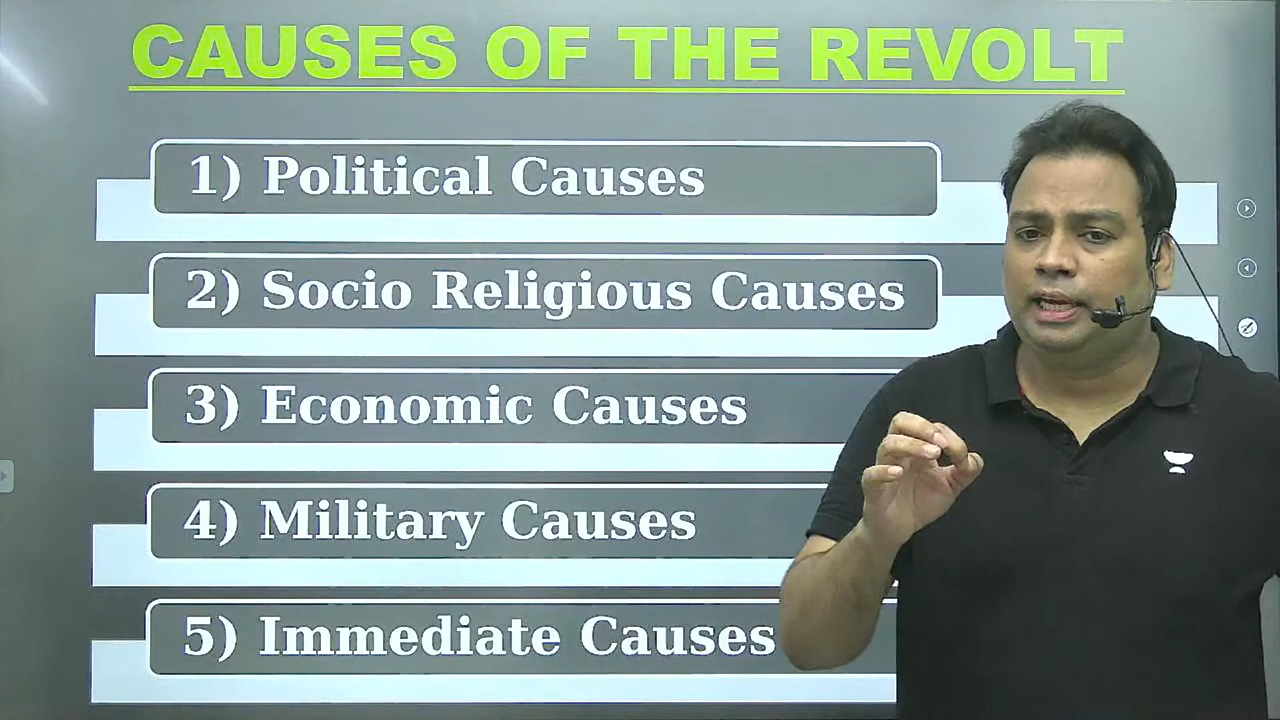 CAUSES OF THE REVOLT
1) Political Causes
2) Socio Religious Causes
3) Economic Causes
4) Military Causes
5) Immediate Causes